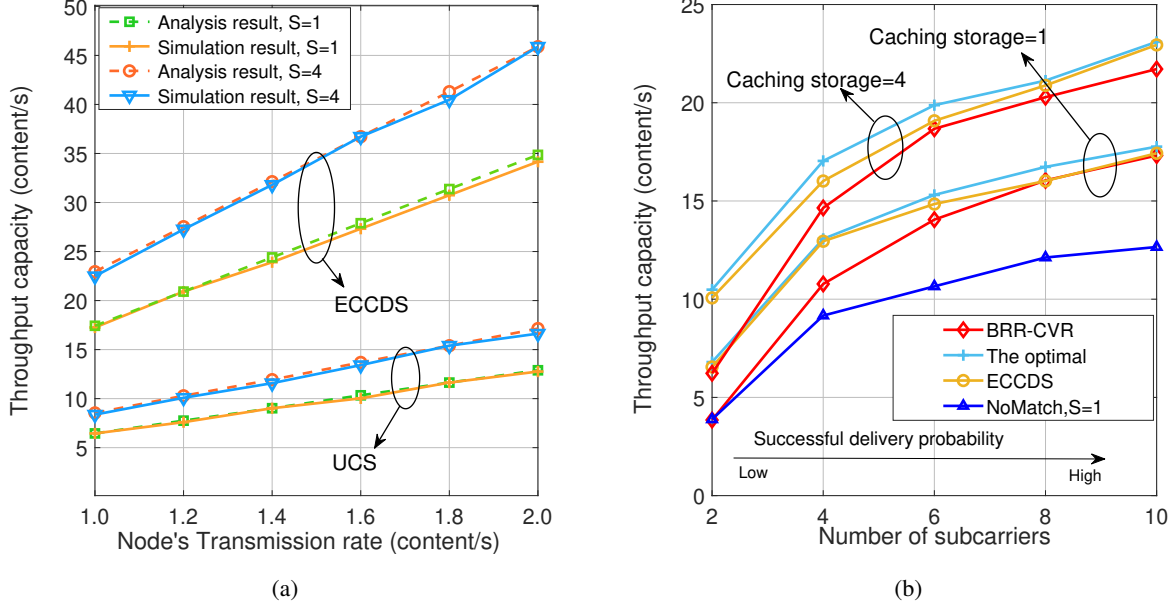 50
45
40
35
30
25
20
15
10
5
Throughput capacity (content/s)
Analysis result, S=1
Simulation result, S=1
Analysis result, S=4
Simulation result, S=4
ECCDS
UCS
1.0 1.2 1.4 1.6 1.8 2.0
Node's Transmission rate (content/s)
(a)
25
20
15
10
5
0
Throughput capacity (content/s)
Caching storage=1
Caching storage=4
BRR-CVR
The optimal
ECCDS
NoMatch,S=1
Successful delivery probability
Low High
2 4 6 8 10
Number of subcarriers
(b)